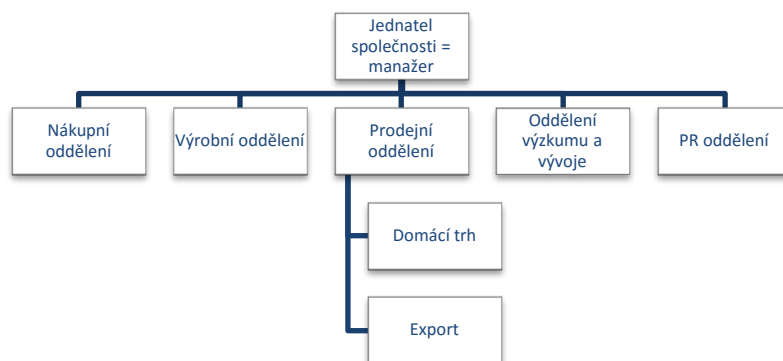 Jednatel
společnosti =
manažer
Nákupní
oddělení
Výrobní oddělení
Prodejní
oddělení
Oddělení
výzkumu a
vývoje
PR oddělení
Domácí trh
Export